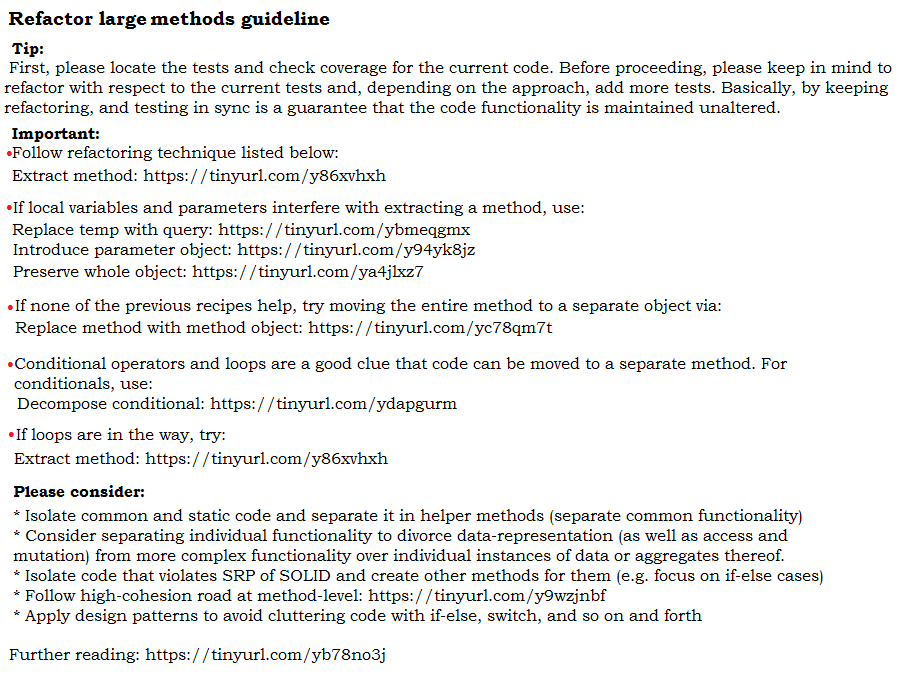 Refactor large methods guideline
Tip:
First, please locate the tests and check coverage for the current code. Before proceeding, please keep in mind to
refactor with respect to the current tests and, depending on the approach, add more tests. Basically, by keeping
refactoring, and testing in sync is a guarantee that the code functionality is maintained unaltered.
Important:
•Follow refactoring technique listed below:
Extract method: https://tinyurl.com/y86xvhxh
•If local variables and parameters interfere with extracting a method, use:
Replace temp with query: https://tinyurl.com/ybmeqgmx
Introduce parameter object: https://tinyurl.com/y94yk8jz
Preserve whole object: https://tinyurl.com/ya4jlxz7
•If none of the previous recipes help, try moving the entire method to a separate object via:
Replace method with method object: https://tinyurl.com/yc78qm7t
•Conditional operators and loops are a good clue that code can be moved to a separate method. For
conditionals, use:
Decompose conditional: https://tinyurl.com/ydapgurm
•If loops are in the way, try:
Extract method: https://tinyurl.com/y86xvhxh
Please consider:
* Isolate common and static code and separate it in helper methods (separate common functionality)
* Consider separating individual functionality to divorce data-representation (as well as access and
mutation) from more complex functionality over individual instances of data or aggregates thereof.
* Isolate code that violates SRP of SOLID and create other methods for them (e.g. focus on if-else cases)
* Follow high-cohesion road at method-level: https://tinyurl.com/y9wzjnbf
* Apply design patterns to avoid cluttering code with if-else, switch, and so on and forth
Further reading: https://tinyurl.com/yb78no3j